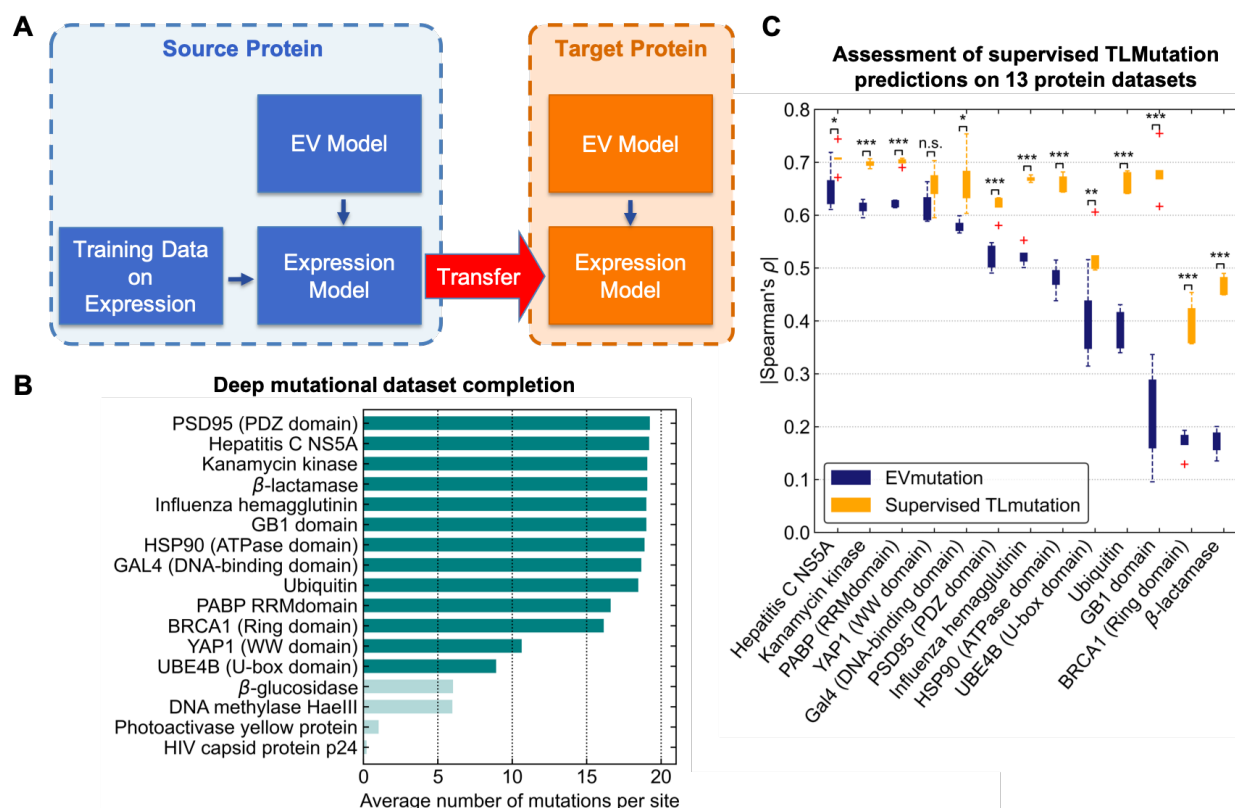 A
Source Protein
Target Protein
EV Model
EV Model
Training Data
on
Expression
Expression
Model
Transfer
Expression
Model
B
Deep mutational dataset completion
PSD95 (PDZ domain)
Hepatitis C NS5A
Kanamycin kinase
β-lactamase
Influenza hemagglutinin
GB1 domain
HSP90 (ATPase domain)
GAL4 (DNA-binding domain)
Ubiquitin
PABP RRMdomain
BRCA1 (Ring domain)
YAP1 (WW domain)
UBE4B (U-box domain)
β-glucosidase
DNA methylase HaeIII
Photoactivase yellow protein
HIV capsid protein p24
0 5 10 15 20
Average number of mutations per site
C
Assessment of supervised TLMutation
predictions on 13 protein datasets
|Spearman's ρ|
0.8
0.7
0.6
0.5
0.4
0.3
0.2
0.1
0.0
*
***
***
n.s.
*
***
***
***
**
***
***
***
***
EVmutation
Supervised TLmutation
Hepatitis C NS5A
Kanamycin kinase
PABP (RRMdomain)
YAP1 (WW domain)
Gal4 (DNA-binding domain)
PSD95 (PDZ domain)
Influenza hemagglutinin
HSP90 (ATPase domain)
UBE4B (U-box domain)
Ubiquitin
GB1 domain
BRCA1 (Ring domain)
β-lactamase